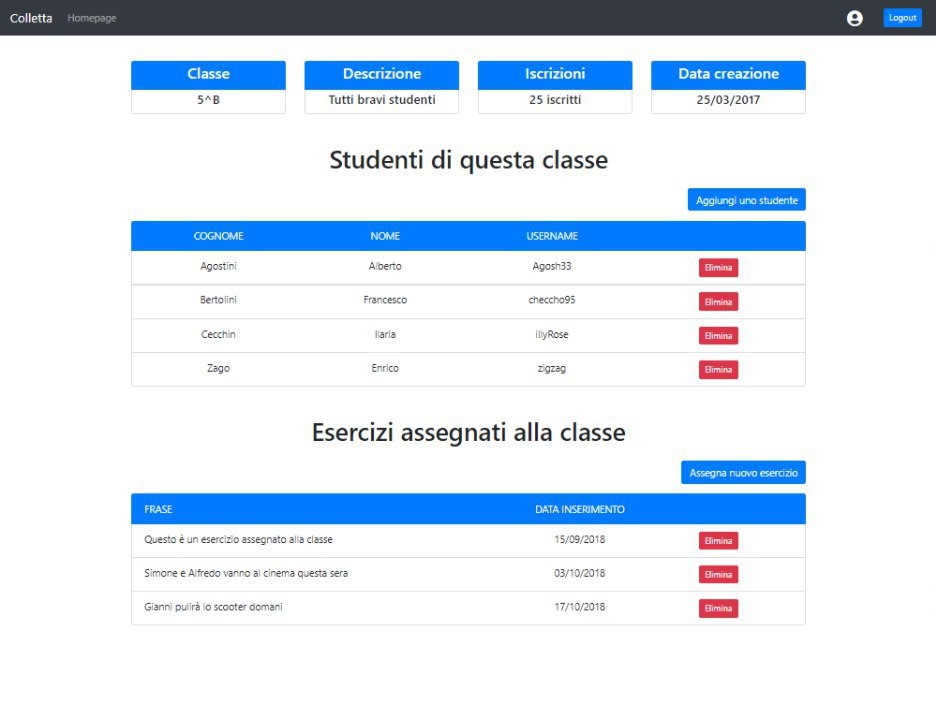 Colletta Homepage Logout
Classe Descrizione Iscrizioni Data creazione
5^B Tutti bravi studenti 25 iscritti 25/03/2017
Studenti di questa classe
Aggiungi uno studente
COGNOME NOME USERNAME
Agostini Alberto Agosh33 Elimina
Bertolini Francesco checcho95 Elimina
Cecchin Ilaria illyRose Elimina
Zago Enrico zigzag Elimina
Esercizi assegnati alla classe
Assegna nuovo esercizio
FRASE DATA INSERIMENTO
Questo è un esercizio assegnato alla classe 15/09/2018 Elimina
Simone e Alfredo vanno al cinema questa sera 03/10/2018 Elimina
Gianni pulirà lo scooter domani 17/10/2018 Elimina